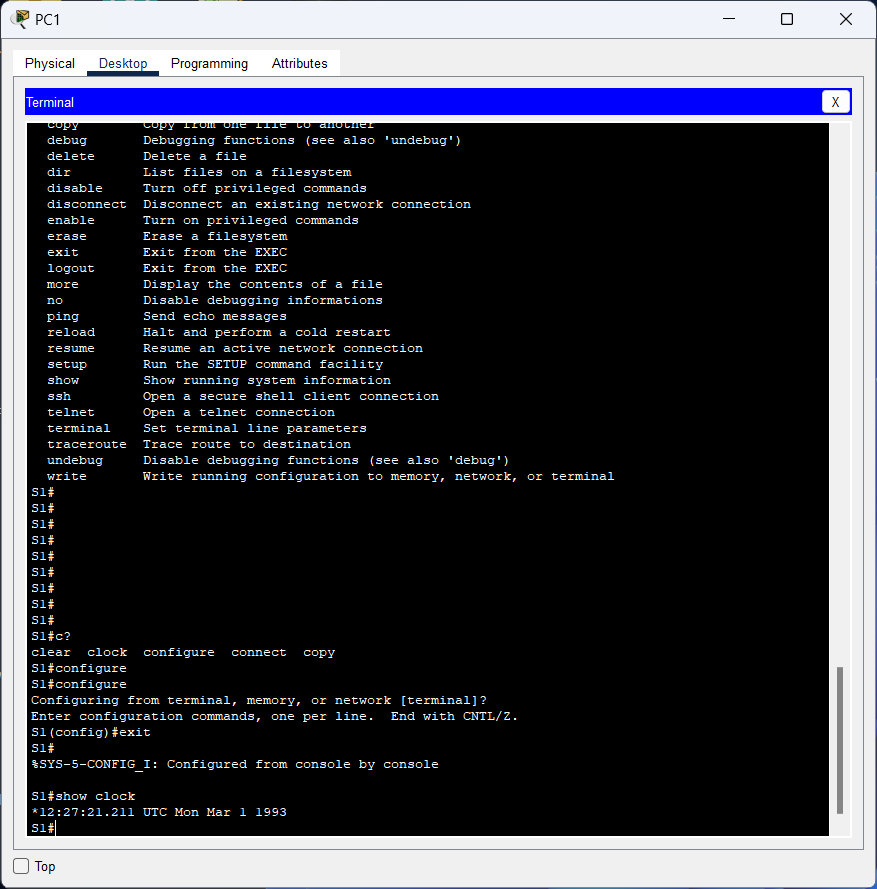 PC1
Physical Desktop Programming Attributes
Terminal X
copy Copy from one file to another
debug Debugging functions (see also 'undebug')
delete Delete a file
dir List files on a filesystem
disable Turn off privileged commands
disconnect Disconnect an existing network connection
enable Turn on privileged commands
erase Erase a filesystem
exit Exit from the EXEC
logout Exit from the EXEC
more Display the contents of a file
no Disable debugging informations
ping Send echo messages
reload Halt and perform a cold restart
resume Resume an active network connection
setup Run the SETUP command facility
show Show running system information
ssh Open a secure shell client connection
telnet Open a telnet connection
terminal Set terminal line parameters
traceroute Trace route to destination
undebug Disable debugging functions (see also 'debug')
write Write running configuration to memory, network, or terminal
S1#
S1#
S1#
S1#
S1#
S1#
S1#
S1#
S1#
S1#c?
clear clock configure connect copy
S1#configure
S1#configure
Configuring from terminal, memory, or network [terminal]?
Enter configuration commands, one per line. End with CNTL/Z.
S1(config)#exit
S1#
%SYS-5-CONFIG_I: Configured from console by console
S1#show clock
*12:27:21.211 UTC Mon Mar 1 1993
S1#
Top